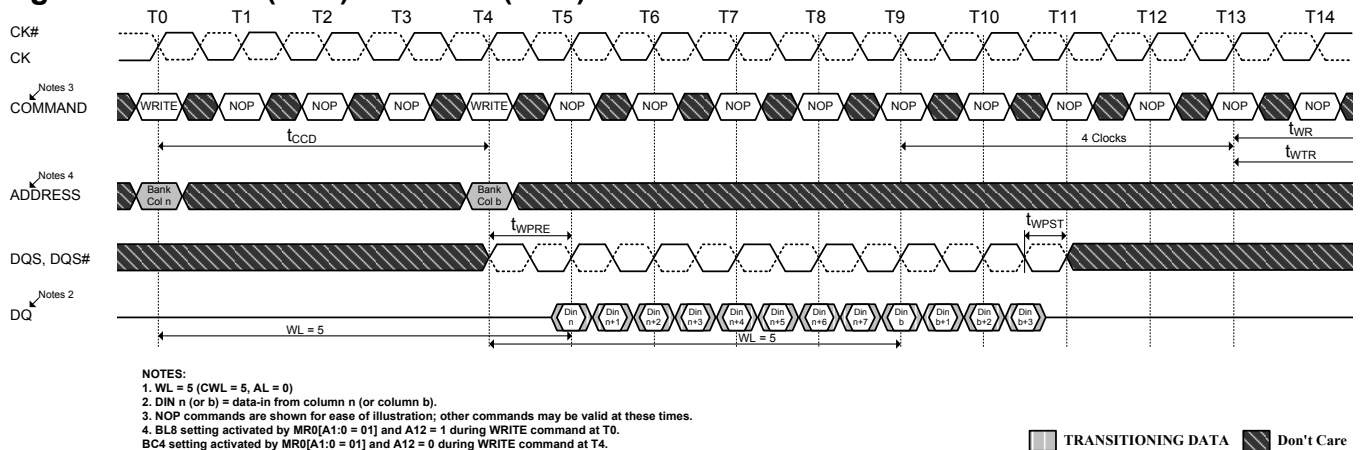 T0 T1 T2 T3 T4 T5 T6 T7 T8 T9 T10 T11 T12 T13 T14
CK#
CK
Notes 3
COMMAND
WRITE NOP NOP NOP WRITE NOP NOP NOP NOP NOP NOP NOP NOP NOP NOP
tCCD
4 Clocks
tWR
tWTR
Notes 4
ADDRESS
Bank Col n
Bank Col b
tWPRE
tWPST
DQS, DQS#
Notes 2
DQ
Din n Din n+1 Din n+2 Din n+3 Din n+4 Din n+5 Din n+6 Din n+7 Din b Din b+1 Din b+2 Din b+3
WL = 5
WL = 5
NOTES:
1. WL = 5 (CWL = 5, AL = 0)
2. DIN n (or b) = data-in from column n (or column b).
3. NOP commands are shown for ease of illustration; other commands may be valid at these times.
4. BL8 setting activated by MR0[A1:0 = 01] and A12 = 1 during WRITE command at T0.
BC4 setting activated by MR0[A1:0 = 01] and A12 = 0 during WRITE command at T4.
TRANSITIONING DATA Don't Care